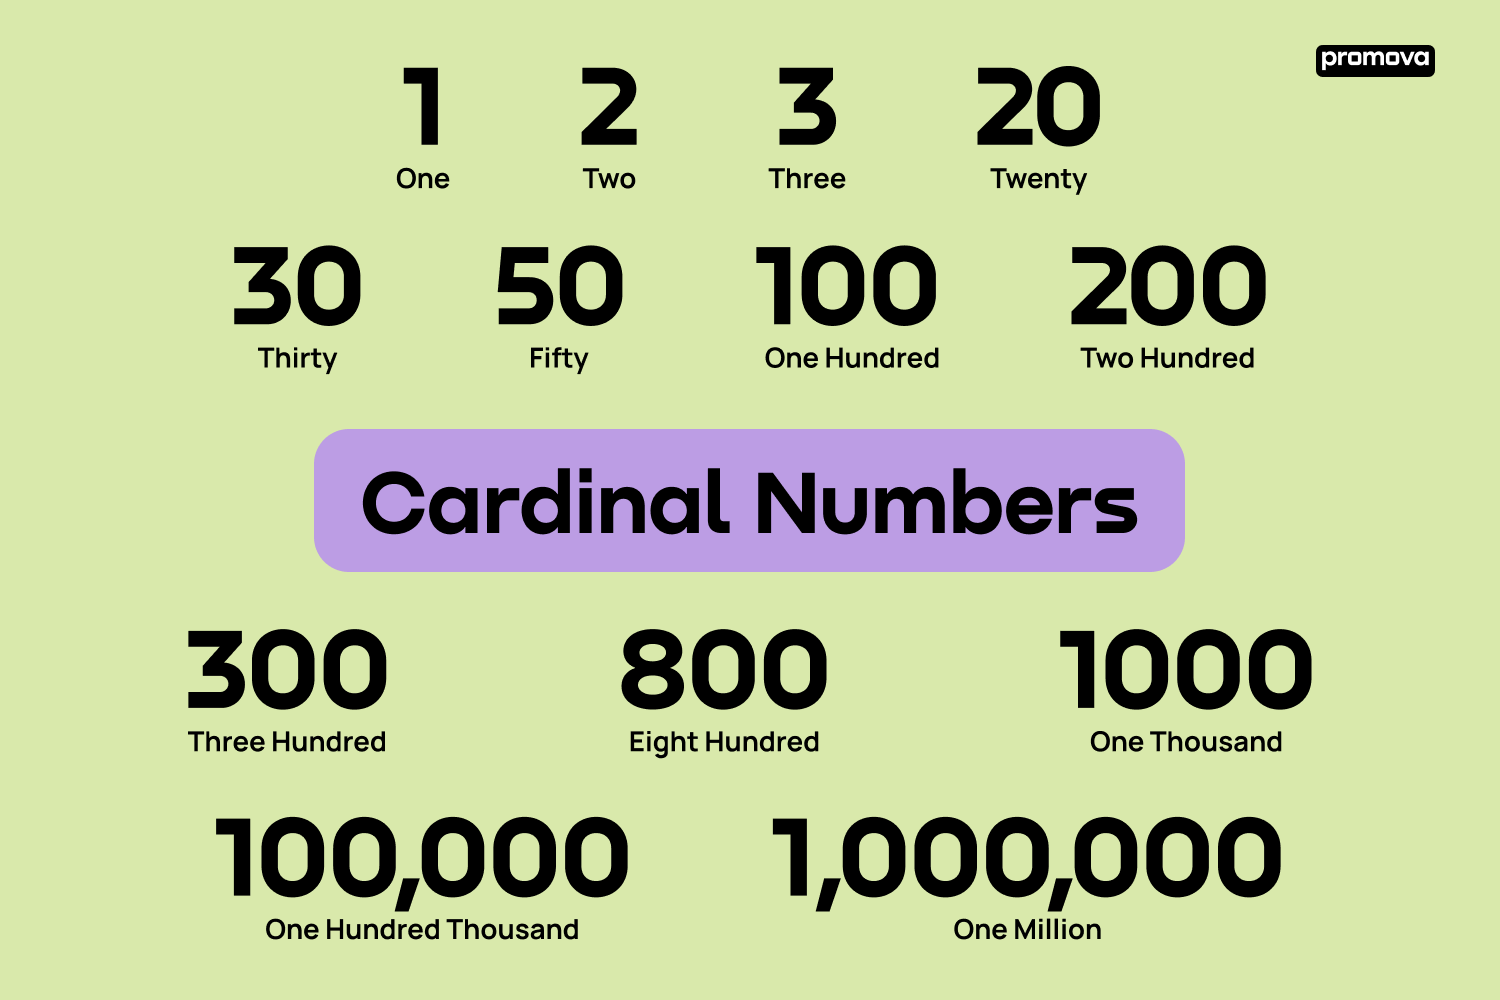 promova
1 2 3 20
One Two Three Twenty
30 50 100 200
Thirty Fifty One Hundred Two Hundred
Cardinal Numbers
300 800 1000
Three Hundred Eight Hundred One Thousand
100,000 1,000,000
One Hundred Thousand One Million